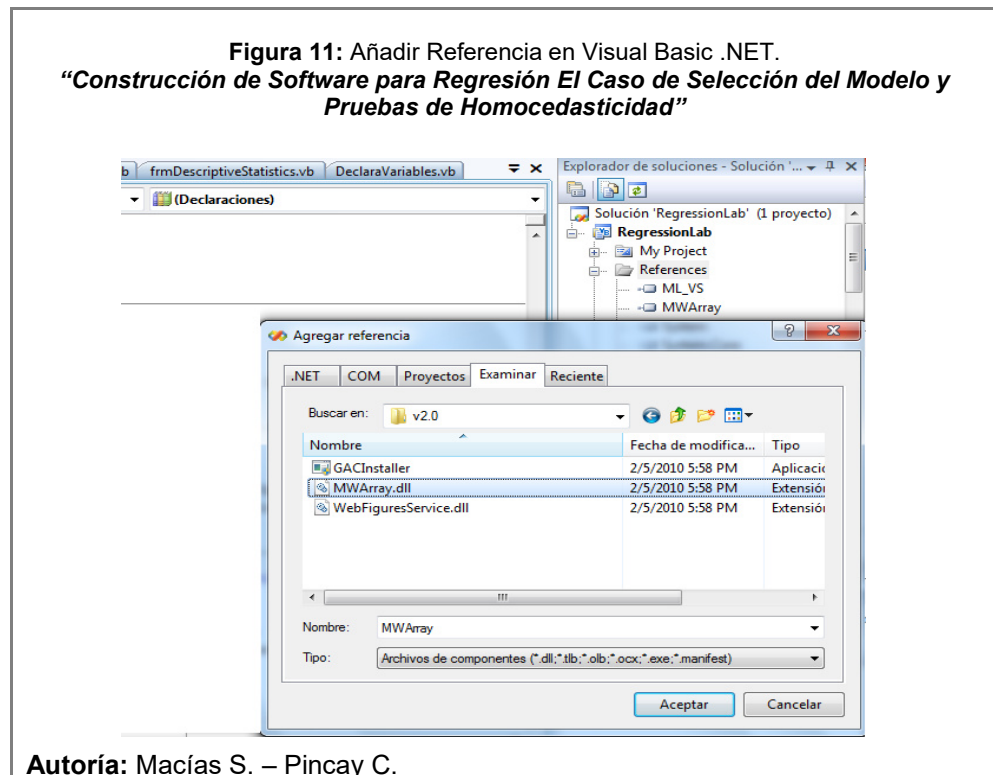 Figura 11: Añadir Referencia en Visual Basic .NET.
“Construcción de Software para Regresión El Caso de Selección del Modelo y
Pruebas de Homocedasticidad”
b frmDescriptiveStatistics.vb DeclaraVariables.vb
Explorador de soluciones - Solución '...
(Declaraciones)
Solución 'RegressionLab' (1 proyecto)
RegressionLab
My Project
References
ML_VS
MWArray
Agregar referencia
.NET COM Proyectos Examinar Reciente
Buscar en: v2.0
Nombre Fecha de modifica... Tipo
GACInstaller 2/5/2010 5:58 PM Aplicació
MWArray.dll 2/5/2010 5:58 PM Extensión
WebFiguresService.dll 2/5/2010 5:58 PM Extensión
Nombre: MWArray
Tipo: Archivos de componentes (*.dll;*.tlb;*.olb;*.ocx;*.exe;*.manifest)
Aceptar Cancelar
Autoría: Macías S. – Pincay C.